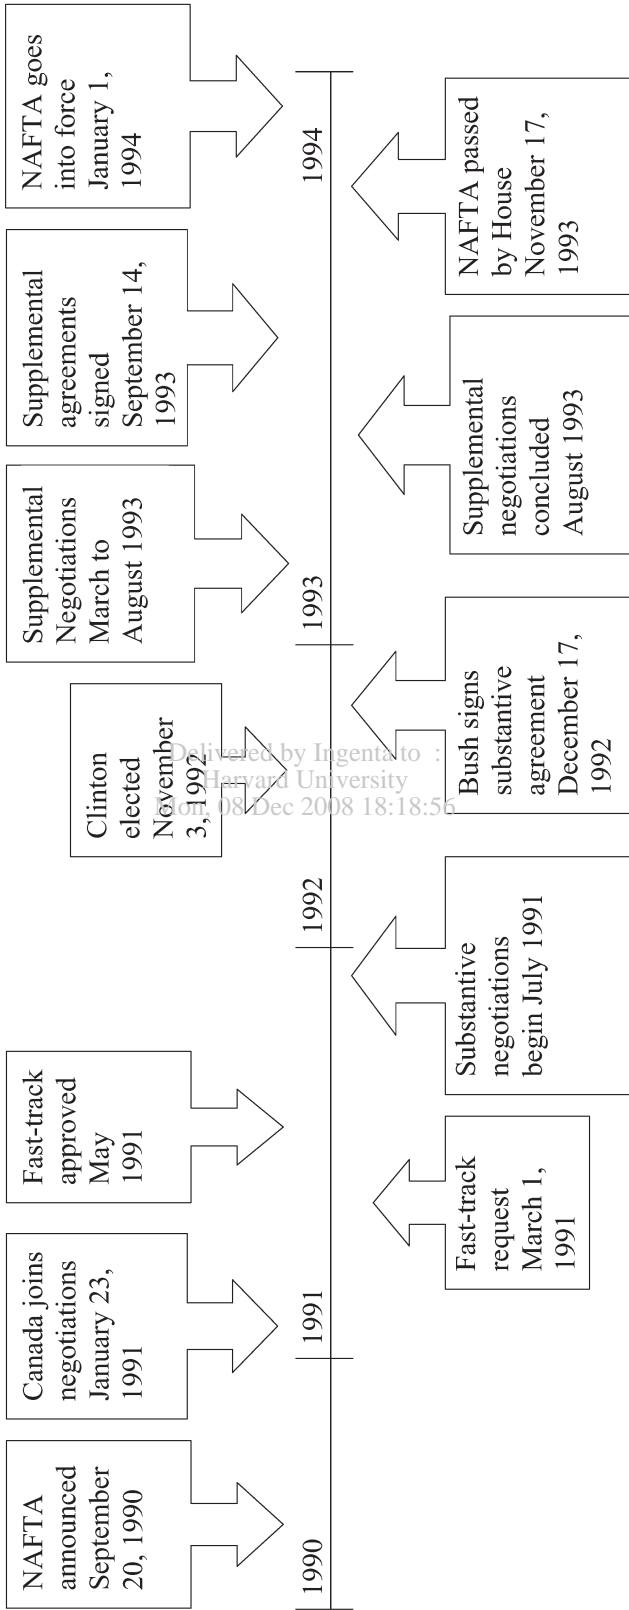 NAFTA
announced
September
20, 1990
Canada joins
negotiations
January 23,
1991
Fast-track
approved
May
1991
Clinton
elected
November
3, 1992
Supplemental
Negotiations
March to
August 1993
Supplemental
agreements
signed
September 14,
1993
NAFTA goes
into force
January 1,
1994
1990
1991
1992
1993
1994
Fast-track
request
March 1,
1991
Substantive
negotiations
begin July 1991
Bush signs
substantive
agreement
December 17,
1992
Supplemental
negotiations
concluded
August 1993
NAFTA passed
by House
November 17,
1993
Delivered by Ingenta to :
Harvard University
Mon, 08 Dec 2008 18:18:56